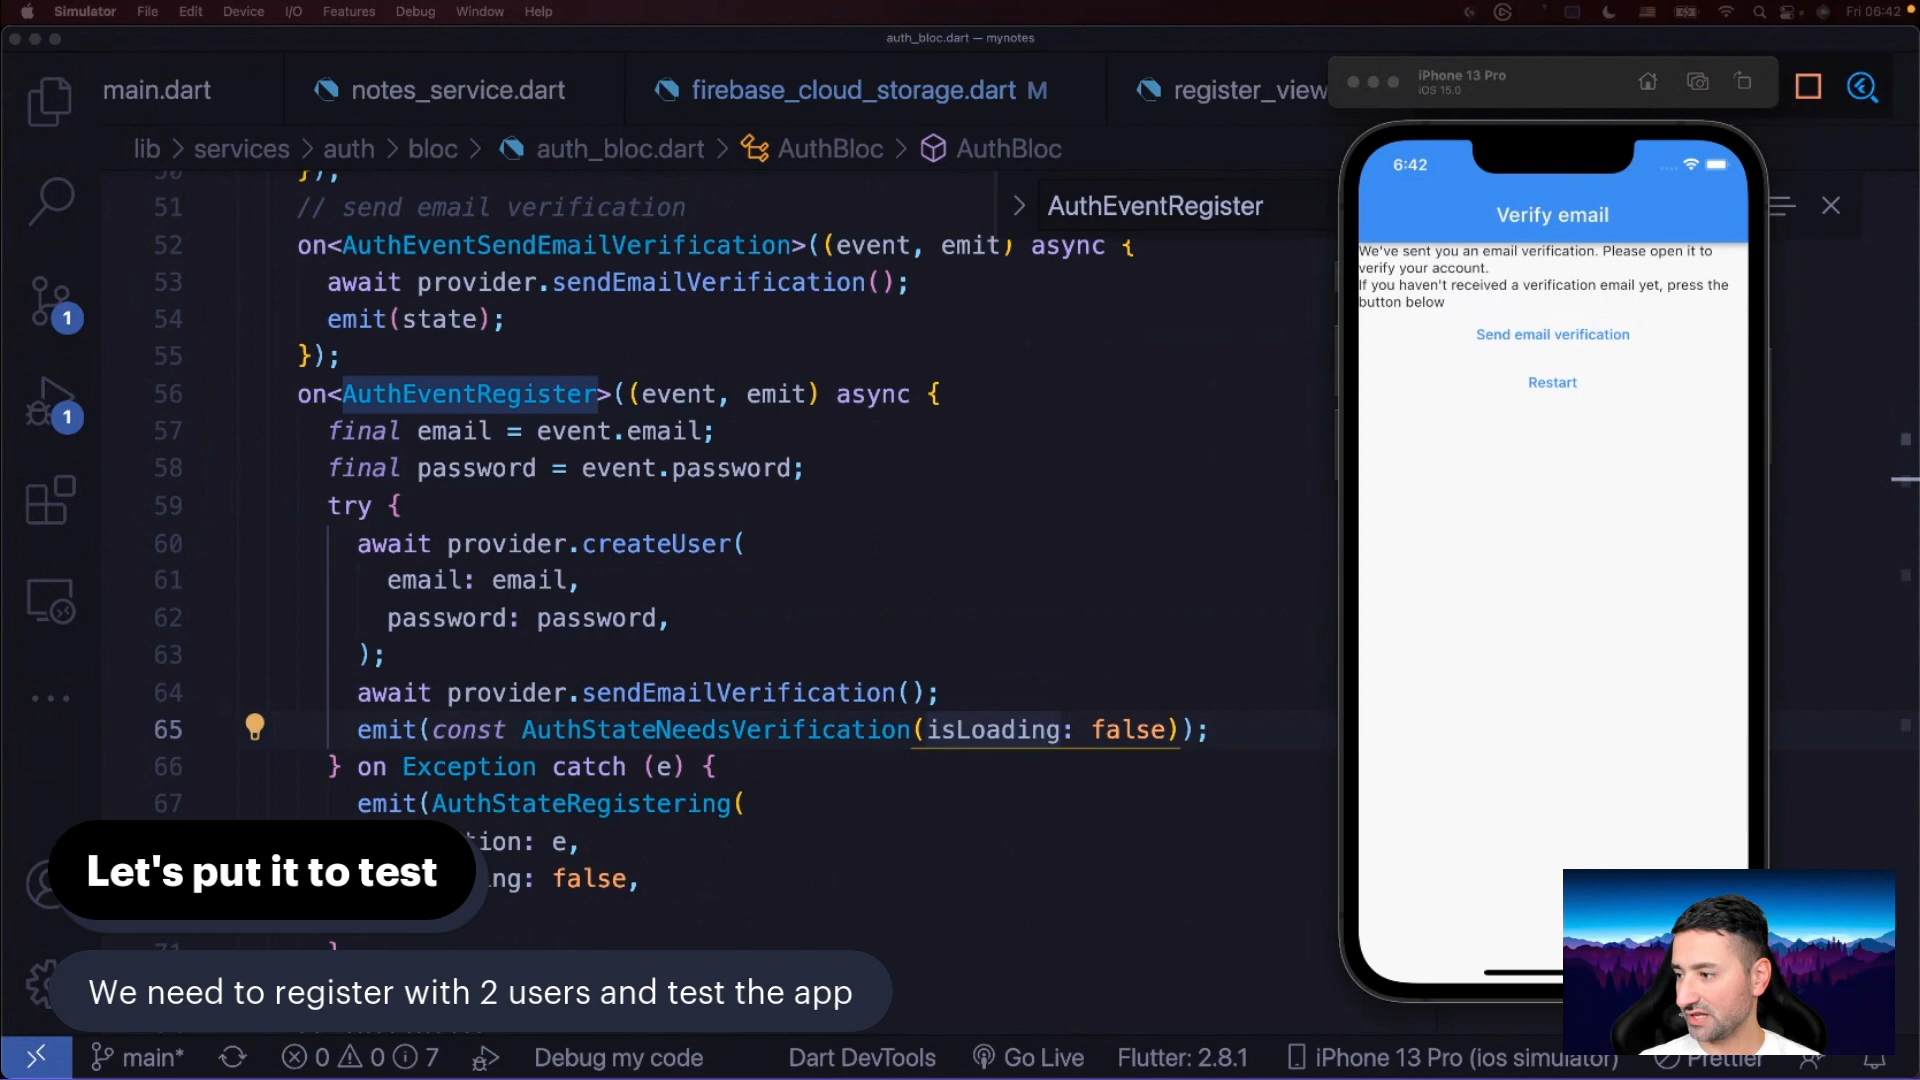 Simulator File Edit Device I/O Features Debug Window Help Fri 06:42
auth_bloc.dart — mynotes
main.dart notes_service.dart firebase_cloud_storage.dart M register_view
iPhone 13 Pro
iOS 15.0
lib > services > auth > bloc > auth_bloc.dart > AuthBloc > AuthBloc
AuthEventRegister
50 });
51 // send email verification
52 on<AuthEventSendEmailVerification>((event, emit) async {
53 await provider.sendEmailVerification();
54 emit(state);
55 });
56 on<AuthEventRegister>((event, emit) async {
57 final email = event.email;
58 final password = event.password;
59 try {
60 await provider.createUser(
61 email: email,
62 password: password,
63 );
64 await provider.sendEmailVerification();
65 emit(const AuthStateNeedsVerification(isLoading: false));
66 } on Exception catch (e) {
67 emit(AuthStateRegistering(
tion: e,
ng: false,
71 }
1
1
6:42
Verify email
We've sent you an email verification. Please open it to
verify your account.
If you haven't received a verification email yet, press the
button below
Send email verification
Restart
Let's put it to test
We need to register with 2 users and test the app
main* 0 0 7 Debug my code Dart DevTools Go Live Flutter: 2.8.1 iPhone 13 Pro (ios simulator) Prettier